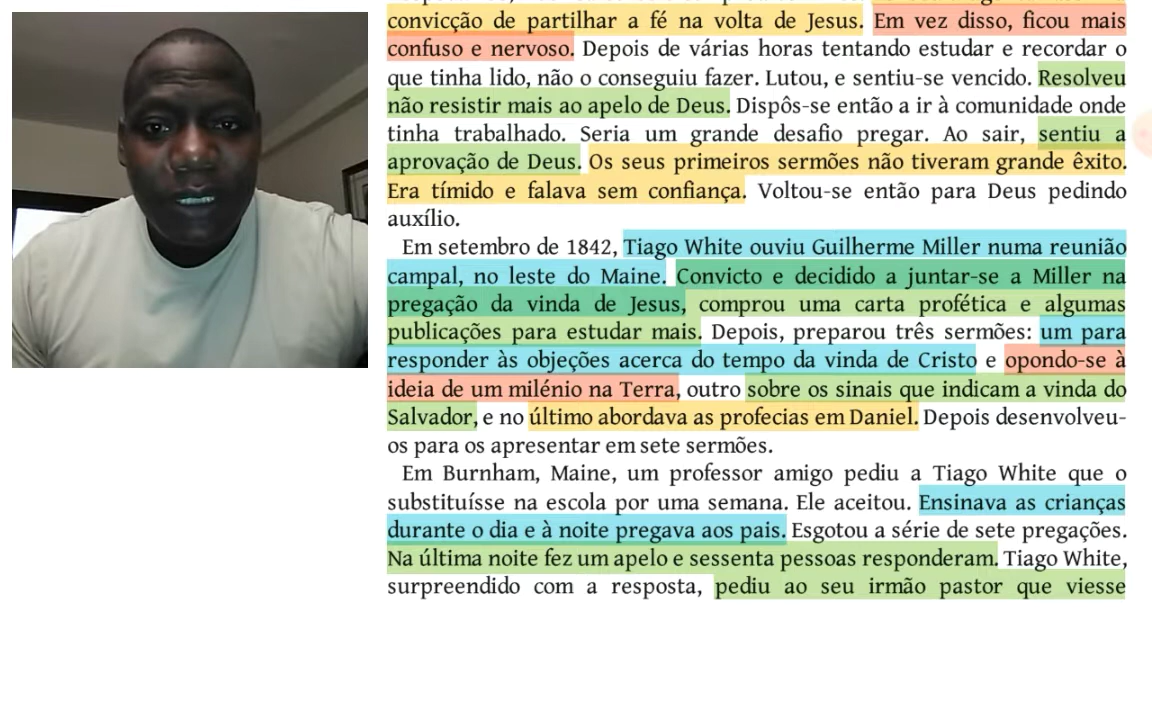 convicção de partilhar a fé na volta de Jesus. Em vez disso, ficou mais
confuso e nervoso. Depois de várias horas tentando estudar e recordar o
que tinha lido, não o conseguiu fazer. Lutou, e sentiu-se vencido. Resolveu
não resistir mais ao apelo de Deus. Dispôs-se então a ir à comunidade onde
tinha trabalhado. Seria um grande desafio pregar. Ao sair, sentiu a
aprovação de Deus. Os seus primeiros sermões não tiveram grande êxito.
Era tímido e falava sem confiança. Voltou-se então para Deus pedindo
auxílio.
Em setembro de 1842, Tiago White ouviu Guilherme Miller numa reunião
campal, no leste do Maine. Convicto e decidido a juntar-se a Miller na
pregação da vinda de Jesus, comprou uma carta profética e algumas
publicações para estudar mais. Depois, preparou três sermões: um para
responder às objeções acerca do tempo da vinda de Cristo e opondo-se à
ideia de um milénio na Terra, outro sobre os sinais que indicam a vinda do
Salvador, e no último abordava as profecias em Daniel. Depois desenvolveu-
os para os apresentar em sete sermões.
Em Burnham, Maine, um professor amigo pediu a Tiago White que o
substituísse na escola por uma semana. Ele aceitou. Ensinava as crianças
durante o dia e à noite pregava aos pais. Esgotou a série de sete pregações.
Na última noite fez um apelo e sessenta pessoas responderam. Tiago White,
surpreendido com a resposta, pediu ao seu irmão pastor que viesse